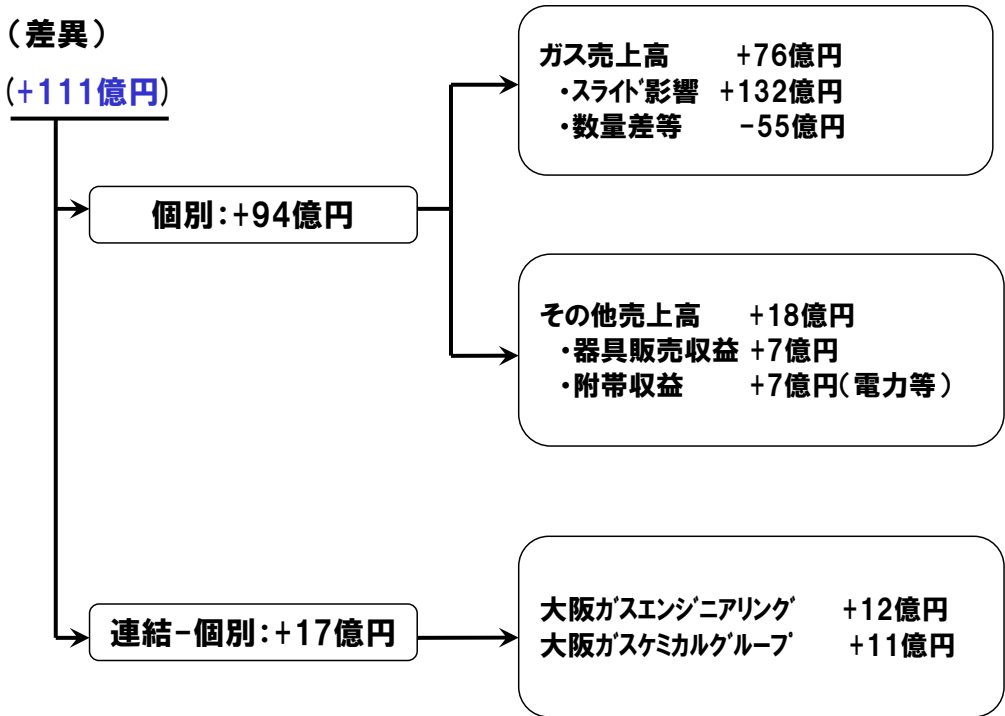 （差異）
(+111億円)
ガス売上高　　+76億円
・スライド影響　+132億円
・数量差等　　-55億円
個別：+94億円
その他売上高　　+18億円
・器具販売収益 +7億円
・附帯収益　　+7億円（電力等）
連結-個別：+17億円
大阪ガスエンジニアリング　+12億円
大阪ガスケミカルグループ　+11億円